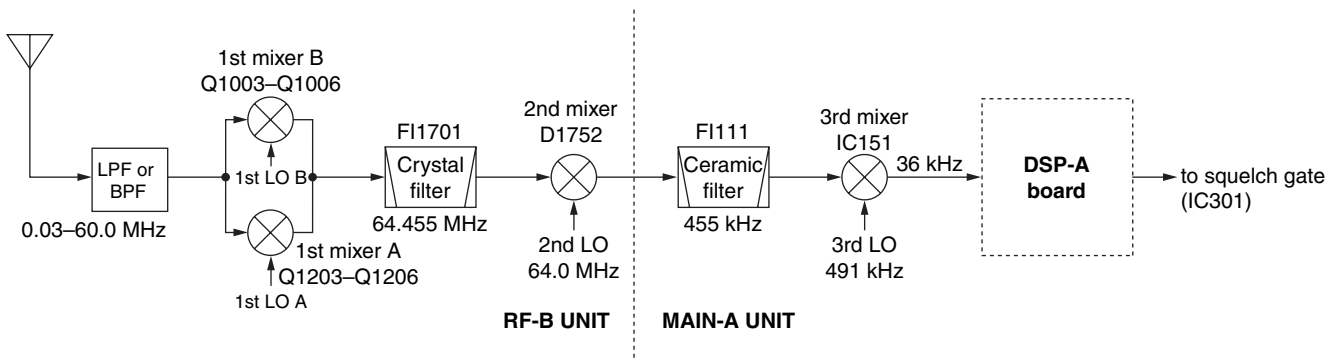 1st mixer B
Q1003–Q1006
LPF or
BPF
0.03–60.0 MHz
1st LO B
1st mixer A
Q1203–Q1206
1st LO A
FI1701
Crystal
filter
64.455 MHz
2nd mixer
D1752
2nd LO
64.0 MHz
RF-B UNIT
MAIN-A UNIT
FI111
Ceramic
filter
455 kHz
3rd mixer
IC151
36 kHz
3rd LO
491 kHz
DSP-A
board
to squelch gate
(IC301)